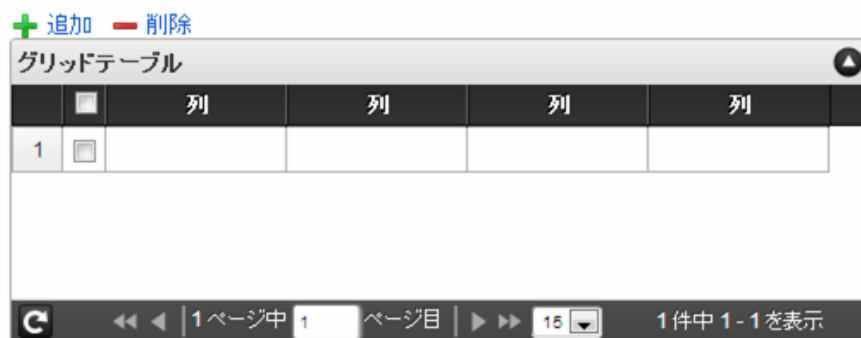 追加 削除
グリッドテーブル
列 列 列 列
1
1 ページ中 1 ページ目 15 1 件中 1 - 1 を表示